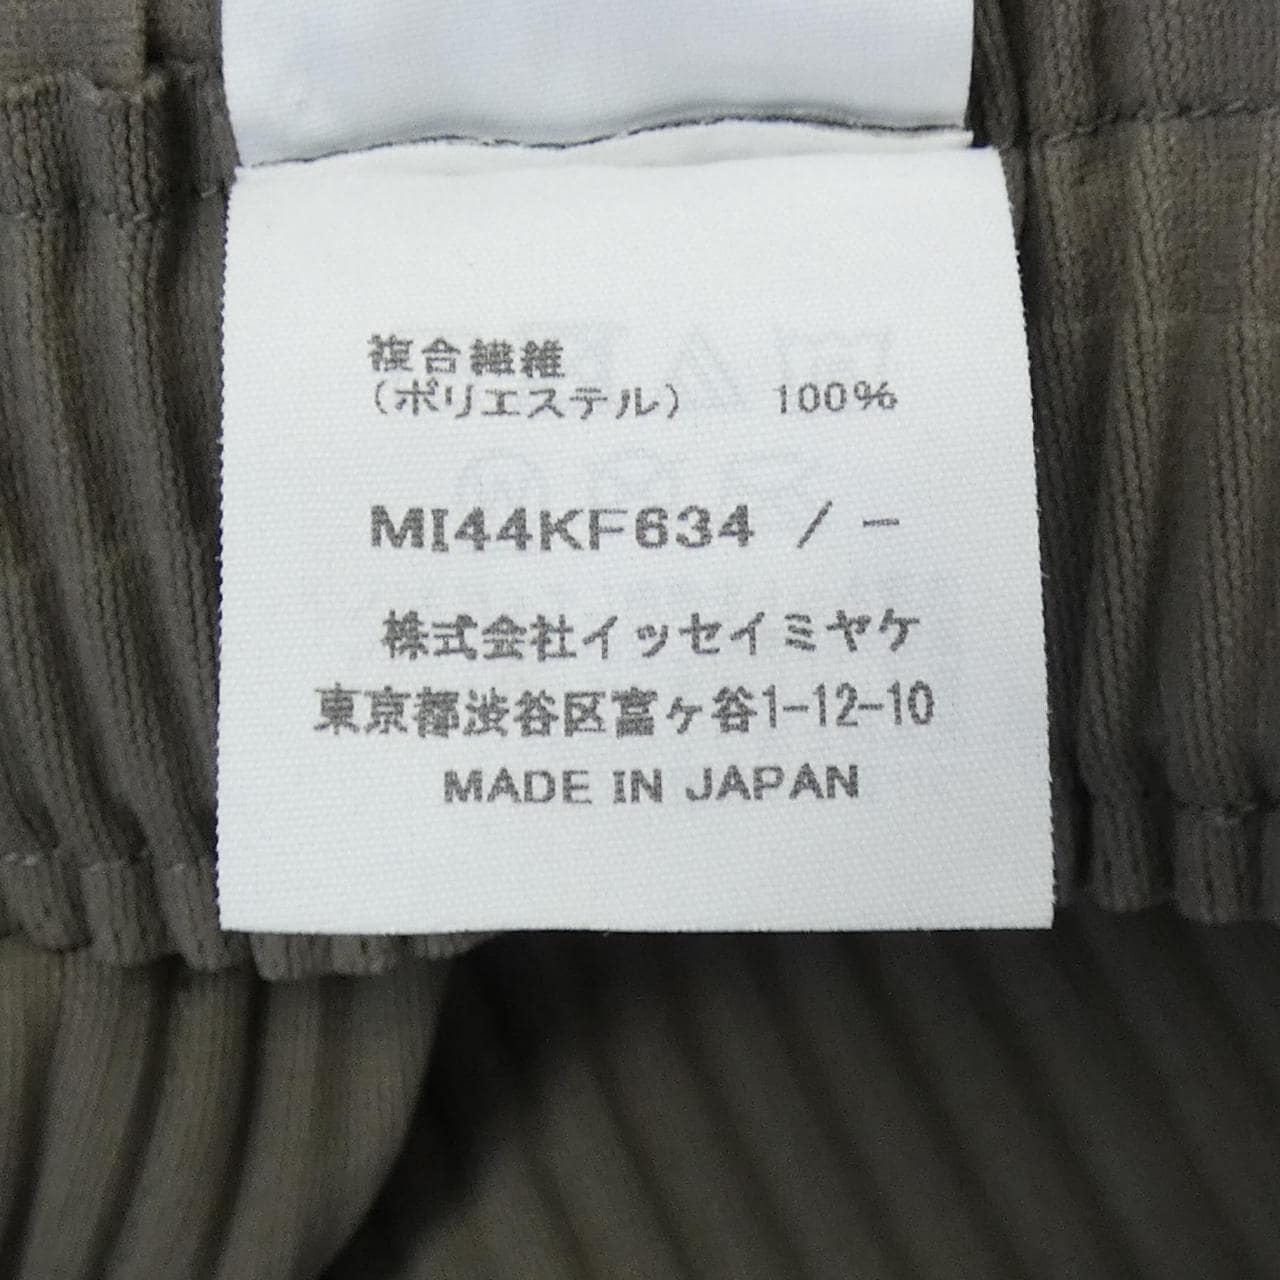 複合繊維
(ポリエステル) 100%
MI44KF634 / -
株式会社イッセイミヤケ
東京都渋谷区富ヶ谷1-12-10
MADE IN JAPAN